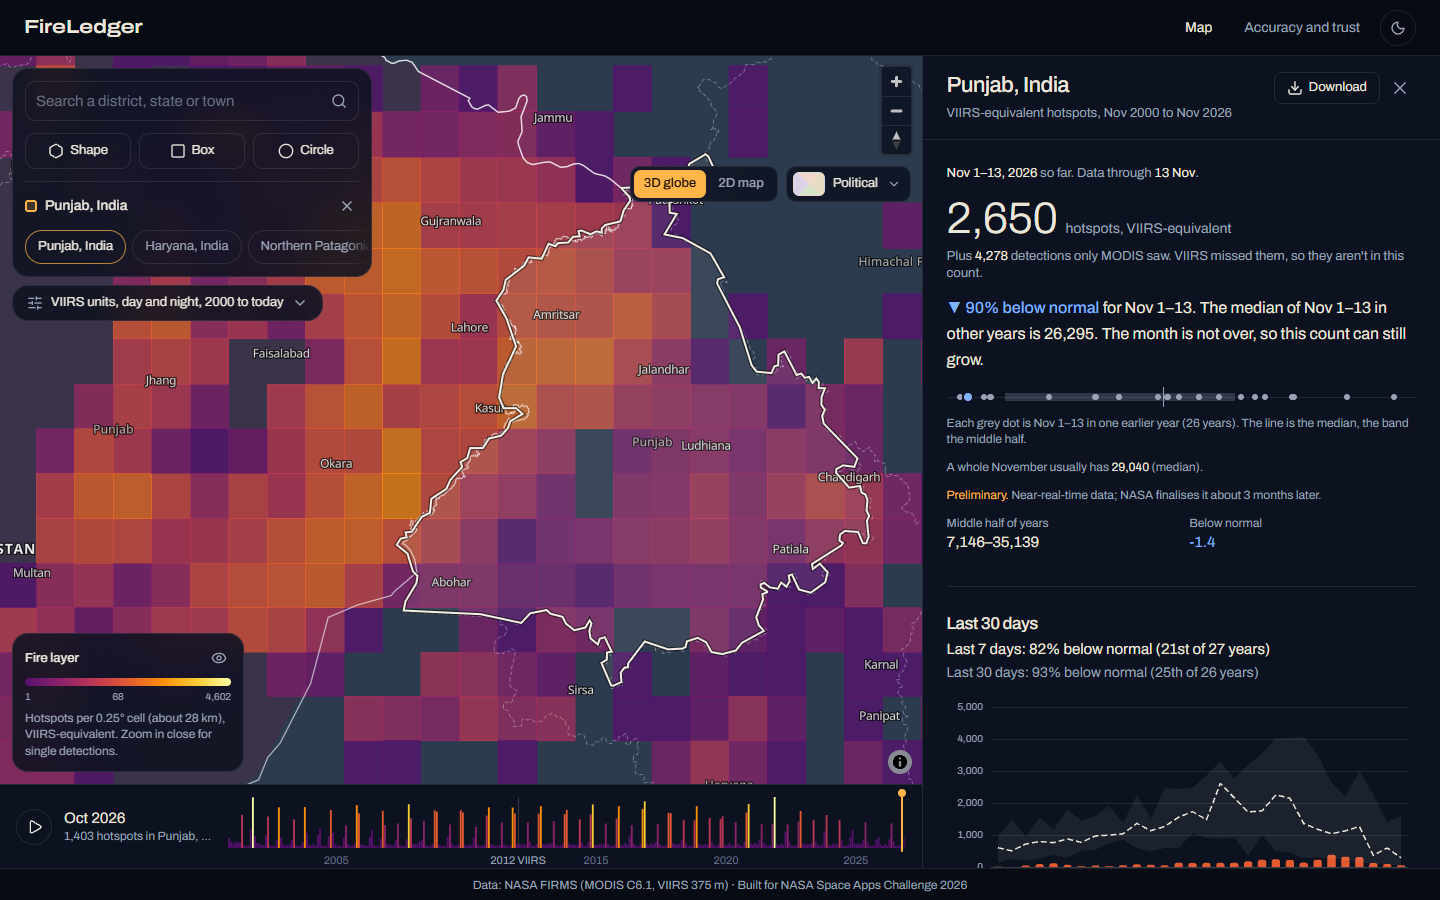 FireLedger
Map
Accuracy and trust
Search a district, state or town
Shape
Box
Circle
Punjab, India
Punjab, India
Haryana, India
Northern Patagoni
VIIRS units, day and night, 2000 to today
3D globe
2D map
Political
Jammu
Gujranwala
Himachal P
Amritsar
Lahore
Faisalabad
Jalandhar
Jhang
Kasur
Punjab
Punjab
Ludhiana
Okara
Chandigarh
STAN
Patiala
Multan
Abohar
Karnal
Sirsa
Panipat
Fire layer
1
68
4,602
Hotspots per 0.25° cell (about 28 km),
VIIRS-equivalent. Zoom in close for
single detections.
Oct 2026
1,403 hotspots in Punjab, ...
2005
2012 VIIRS
2015
2020
2025
Punjab, India
Download
VIIRS-equivalent hotspots, Nov 2000 to Nov 2026
Nov 1–13, 2026 so far. Data through 13 Nov.
2,650 hotspots, VIIRS-equivalent
Plus 4,278 detections only MODIS saw. VIIRS missed them, so they aren't in this
count.
▼ 90% below normal for Nov 1–13. The median of Nov 1–13 in
other years is 26,295. The month is not over, so this count can still
grow.
Each grey dot is Nov 1–13 in one earlier year (26 years). The line is the median, the band
the middle half.
A whole November usually has 29,040 (median).
Preliminary. Near-real-time data; NASA finalises it about 3 months later.
Middle half of years
Below normal
7,146–35,139
-1.4
Last 30 days
Last 7 days: 82% below normal (21st of 27 years)
Last 30 days: 93% below normal (25th of 26 years)
5,000
4,000
3,000
2,000
1,000
0
Data: NASA FIRMS (MODIS C6.1, VIIRS 375 m) · Built for NASA Space Apps Challenge 2026